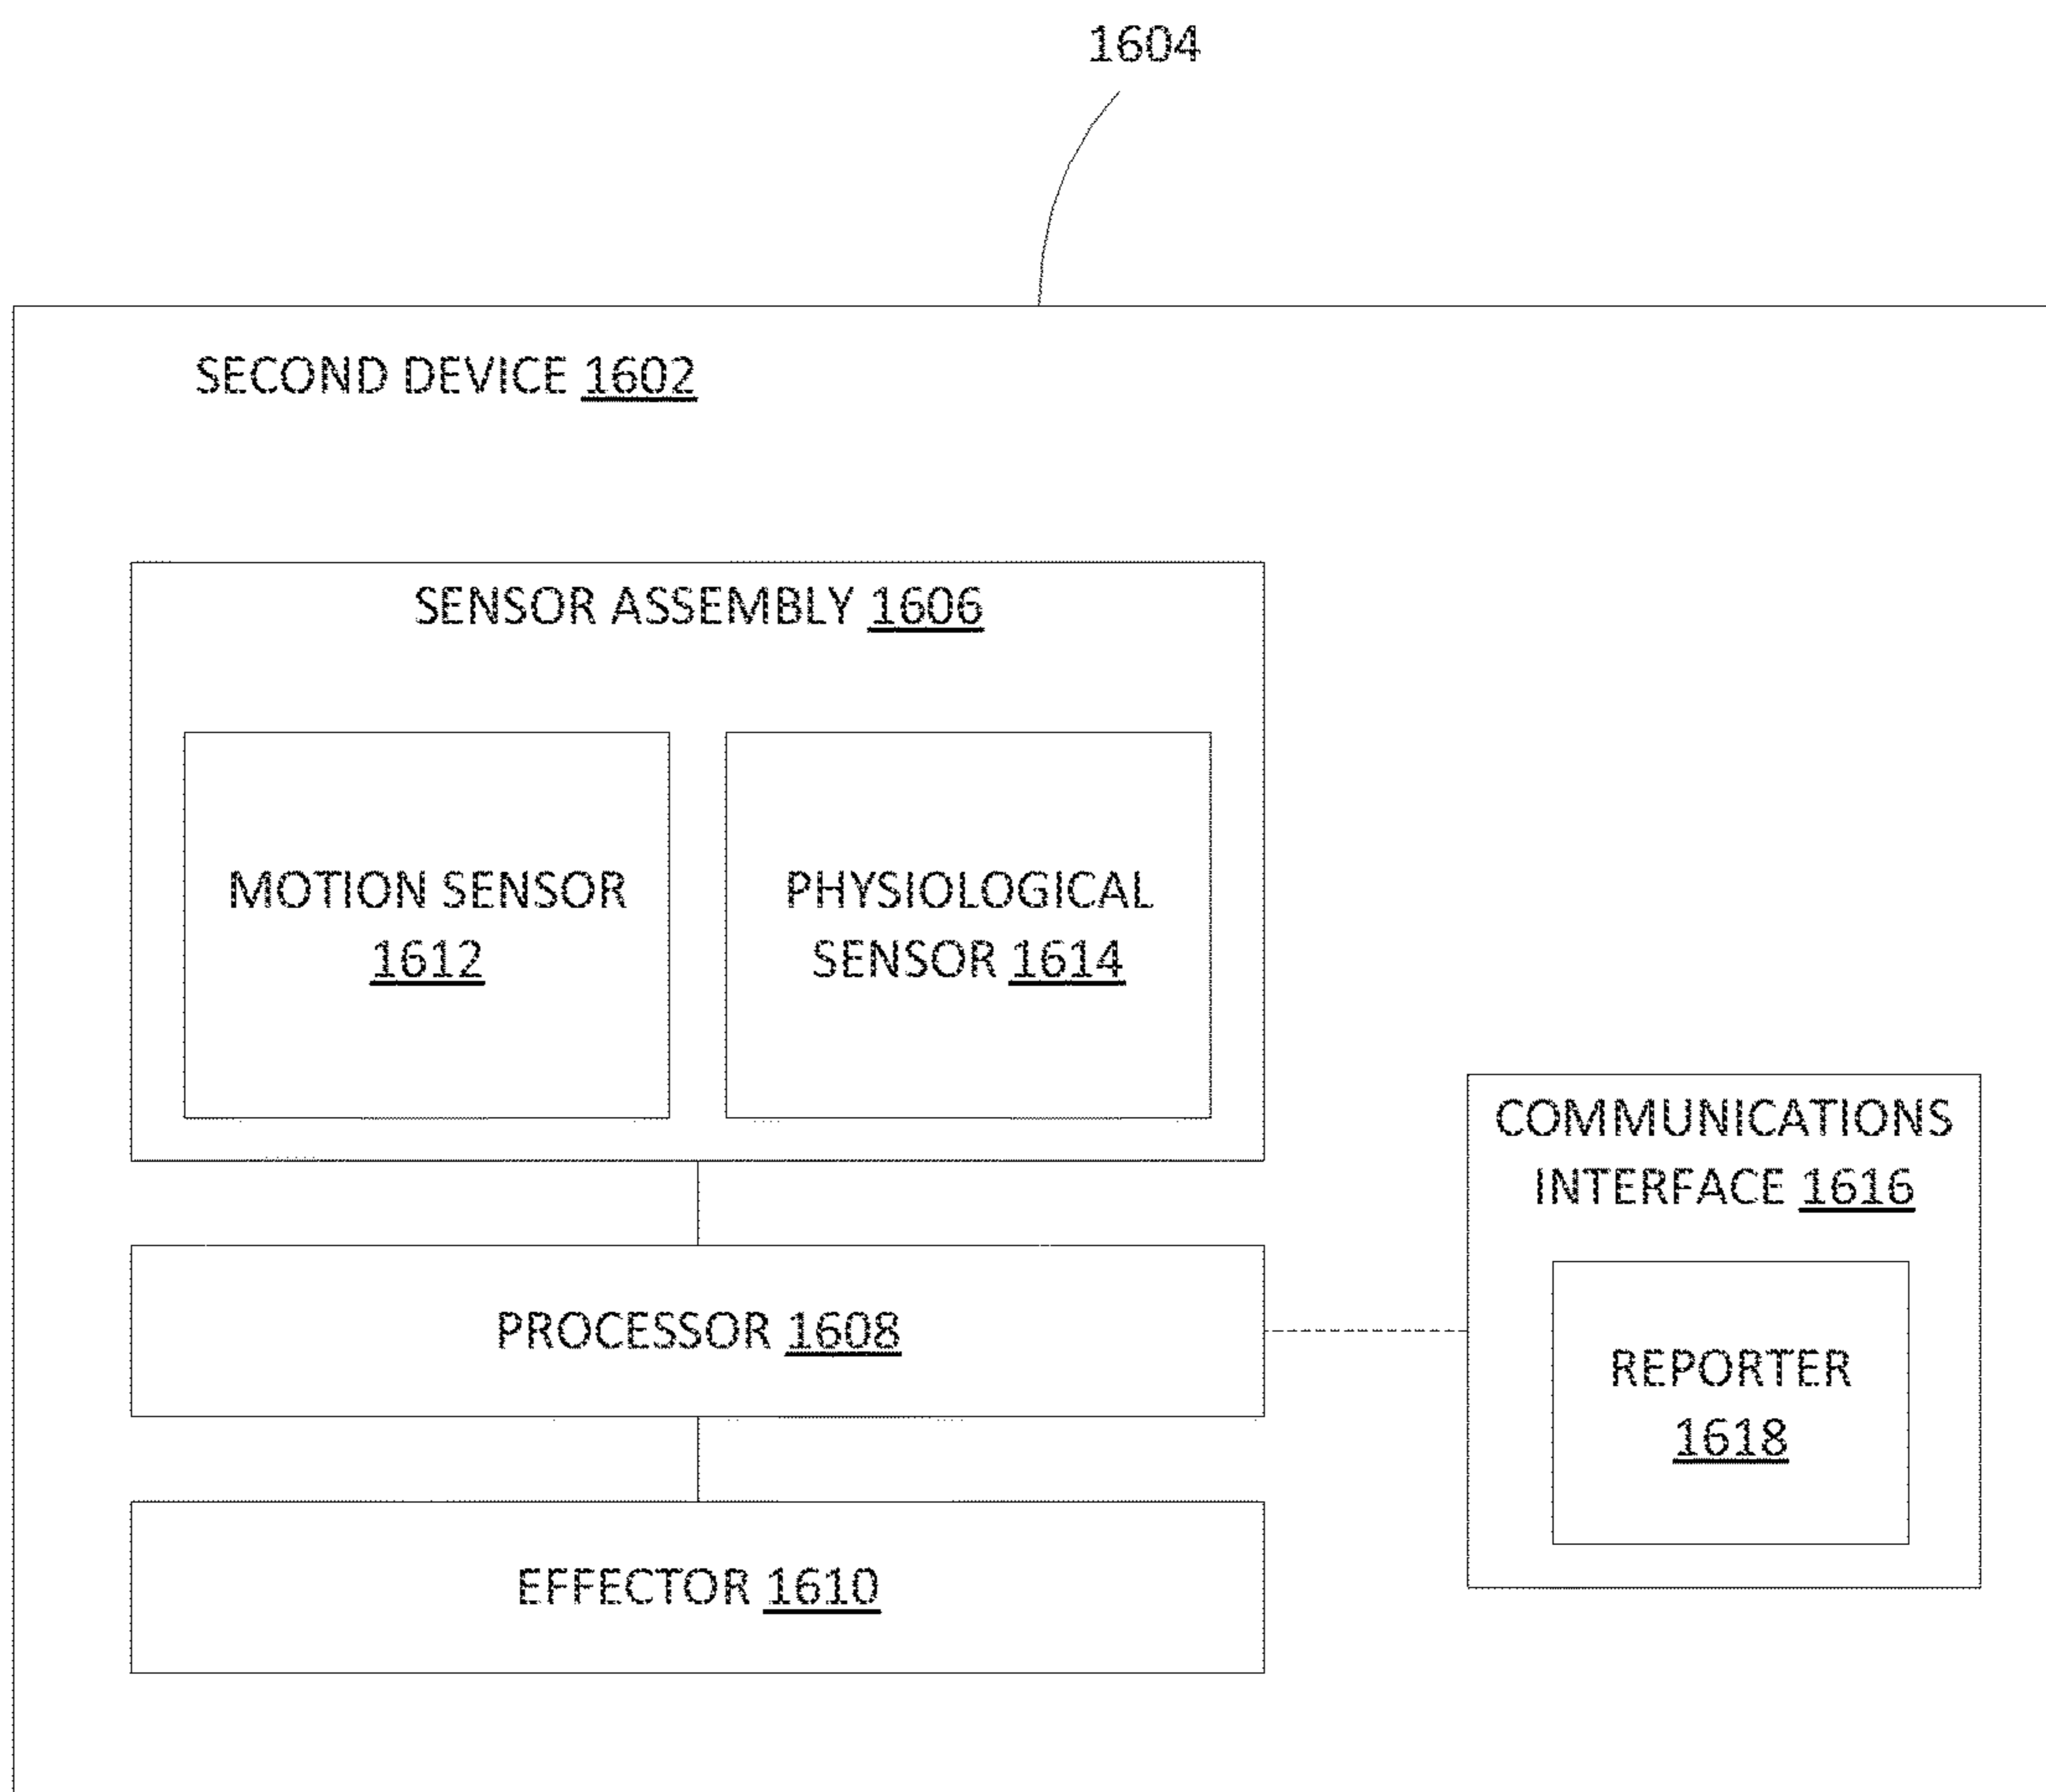 1604
SECOND DEVICE 1602
SENSOR ASSEMBLY 1606
MOTION SENSOR
1612
PHYSIOLOGICAL
SENSOR 1614
COMMUNICATIONS
INTERFACE 1616
PROCESSOR 1608
REPORTER
1618
EFFECTOR 1610